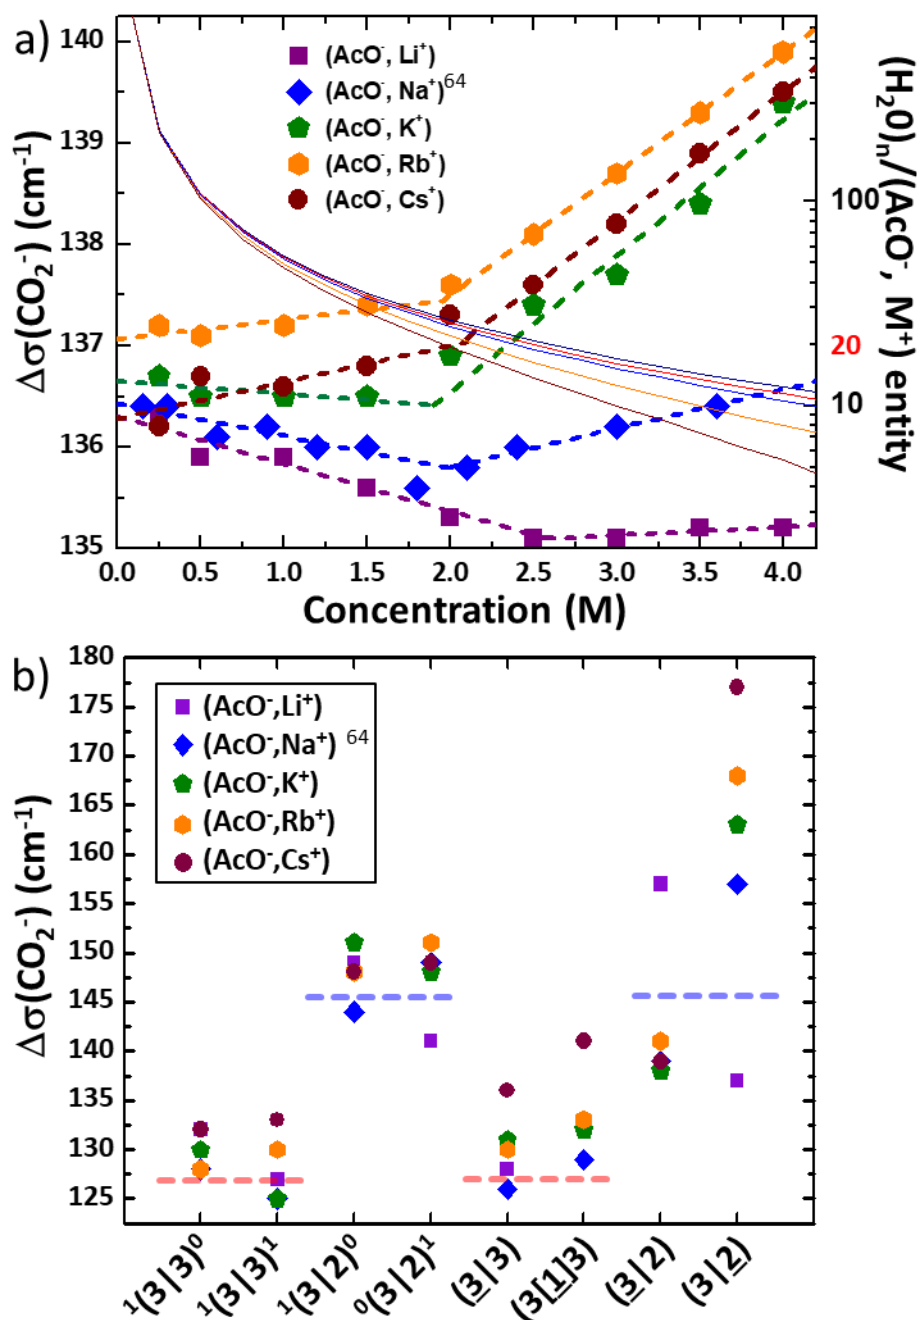 a)
Δσ(CO₂⁻) (cm⁻¹)
140
139
138
137
136
135
(AcO⁻, Li⁺)
(AcO⁻, Na⁺)⁶⁴
(AcO⁻, K⁺)
(AcO⁻, Rb⁺)
(AcO⁻, Cs⁺)
100
20
10
(H₂0)ₙ/(AcO⁻, M⁺) entity
0.0 0.5 1.0 1.5 2.0 2.5 3.0 3.5 4.0
Concentration (M)
b)
Δσ(CO₂⁻) (cm⁻¹)
180
175
170
165
160
155
150
145
140
135
130
125
(AcO⁻,Li⁺)
(AcO⁻,Na⁺) ⁶⁴
(AcO⁻,K⁺)
(AcO⁻,Rb⁺)
(AcO⁻,Cs⁺)
¹(3|3)⁰ ¹(3|3)¹ ¹(3|2)⁰ ⁰(3|2)¹ (3̲|3) (3[1̲]3) (3̲|2) (3|2̲)